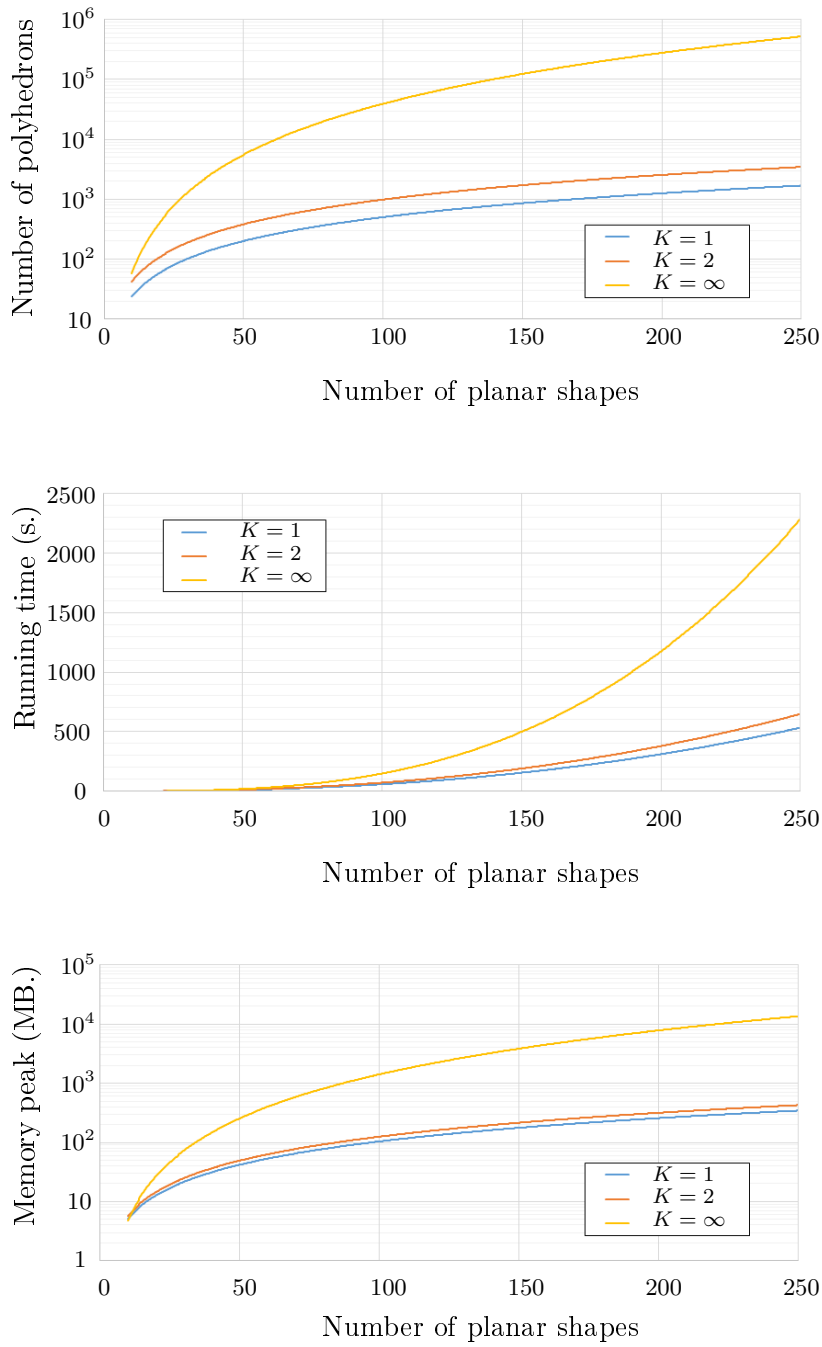 Number of polyhedrons
10^6
10^5
10^4
10^3
10^2
10
K = 1
K = 2
K = ∞
0 50 100 150 200 250
Number of planar shapes
Running time (s.)
2500
2000
1500
1000
500
0
K = 1
K = 2
K = ∞
0 50 100 150 200 250
Number of planar shapes
Memory peak (MB.)
10^5
10^4
10^3
10^2
10
1
K = 1
K = 2
K = ∞
0 50 100 150 200 250
Number of planar shapes